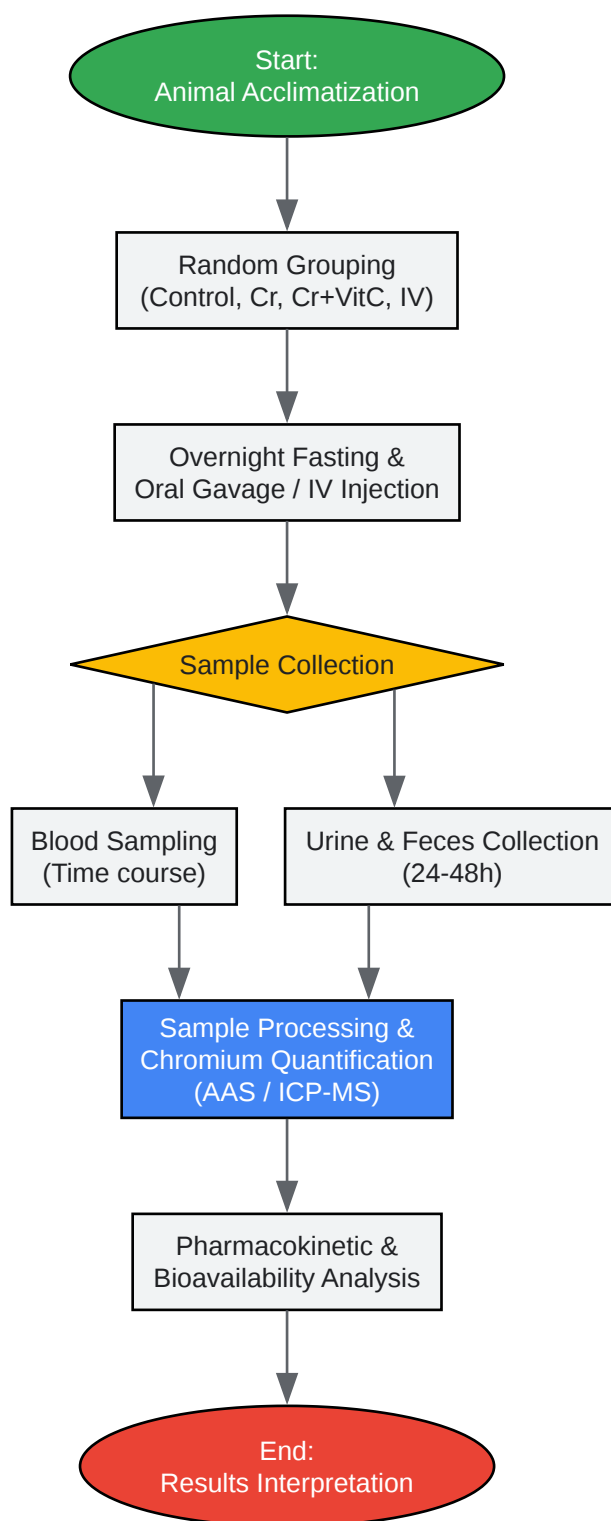 Start:
Animal Acclimatization
Random Grouping
(Control, Cr, Cr+VitC, IV)
Overnight Fasting &
Oral Gavage / IV Injection
Sample Collection
Blood Sampling
(Time course)
Urine & Feces Collection
(24-48h)
Sample Processing &
Chromium Quantification
(AAS / ICP-MS)
Pharmacokinetic &
Bioavailability Analysis
End:
Results Interpretation